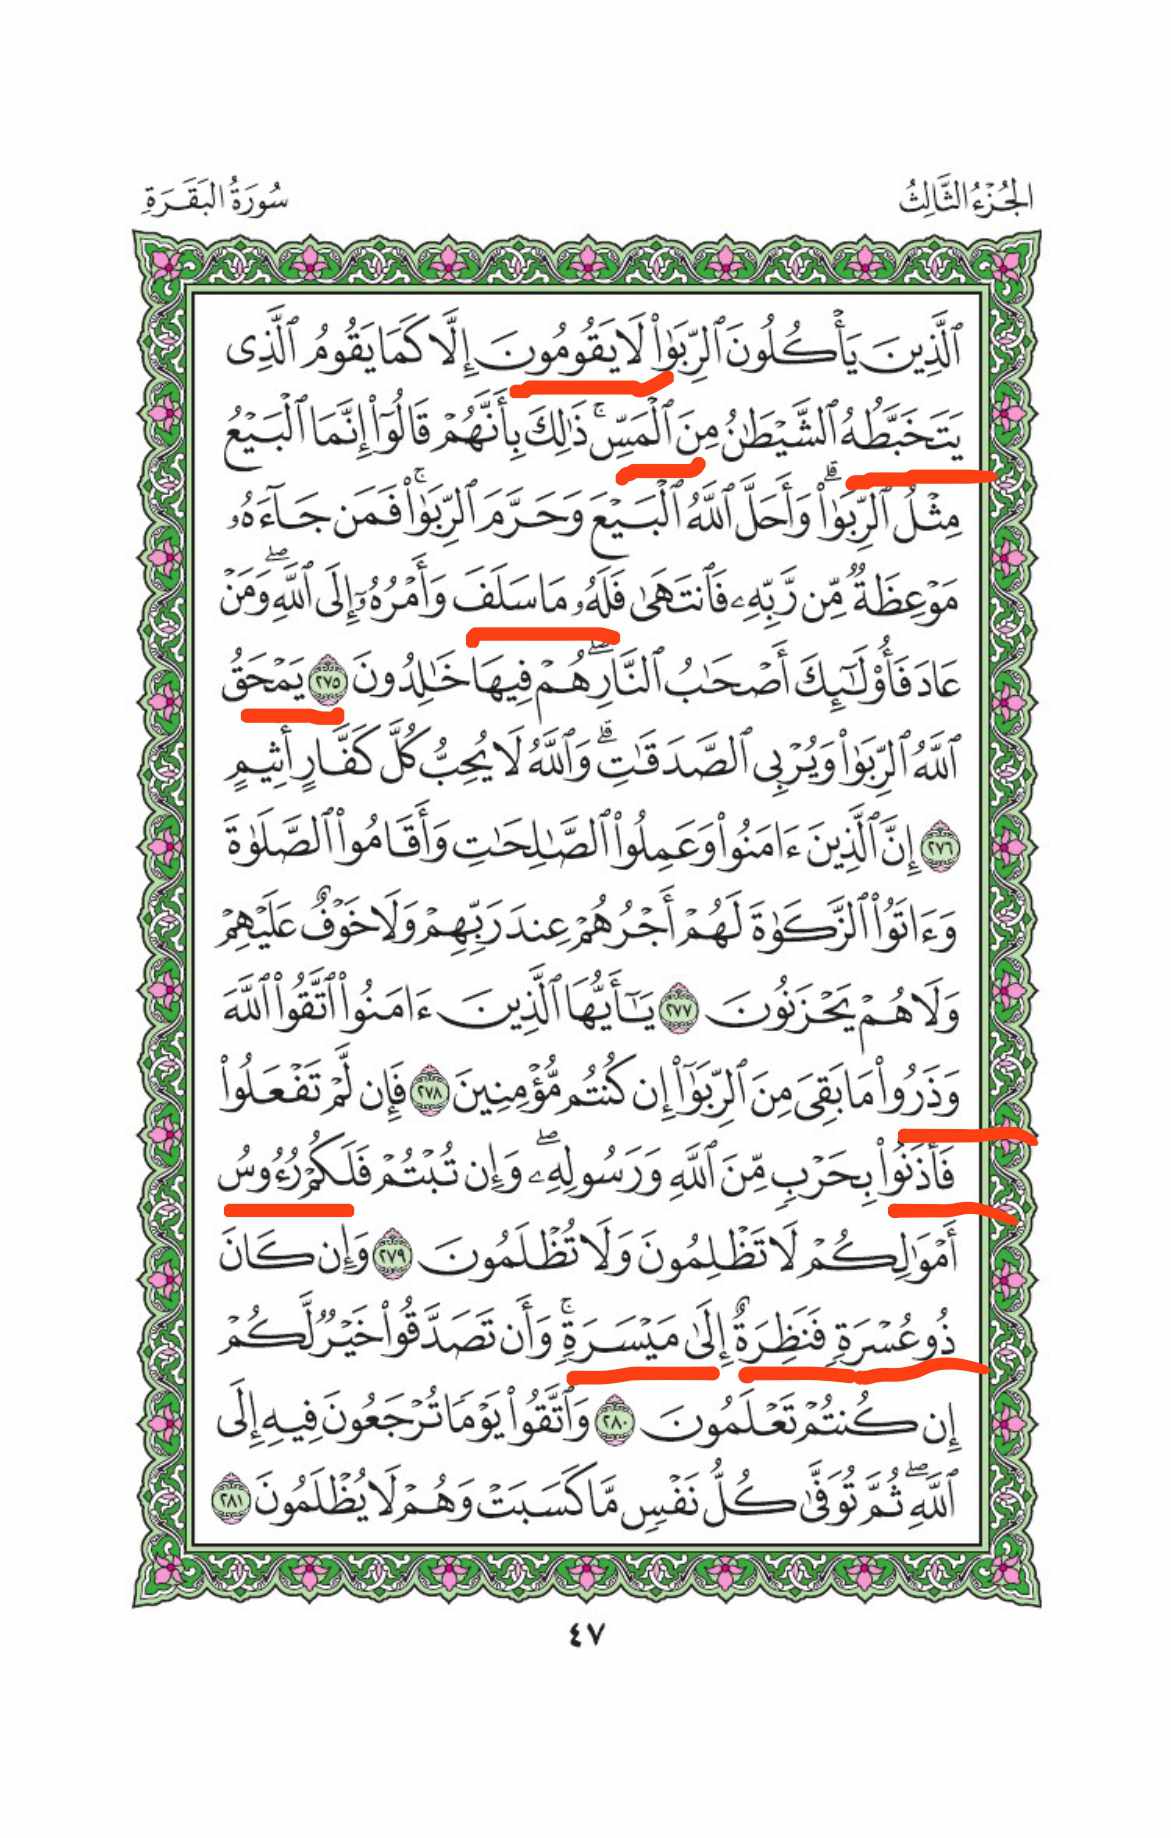 الجُزْءُ الثَّالِثُ
سُورَةُ البَقَرَةِ
ٱلَّذِينَ يَأۡكُلُونَ ٱلرِّبَوٰاْ لَا يَقُومُونَ إِلَّا كَمَا يَقُومُ ٱلَّذِي
يَتَخَبَّطُهُ ٱلشَّيۡطَٰنُ مِنَ ٱلۡمَسِّۚ ذَٰلِكَ بِأَنَّهُمۡ قَالُوٓاْ إِنَّمَا ٱلۡبَيۡعُ
مِثۡلُ ٱلرِّبَوٰاْۗ وَأَحَلَّ ٱللَّهُ ٱلۡبَيۡعَ وَحَرَّمَ ٱلرِّبَوٰاْۚ فَمَن جَآءَهُۥ
مَوۡعِظَةٞ مِّن رَّبِّهِۦ فَٱنتَهَىٰ فَلَهُۥ مَا سَلَفَ وَأَمۡرُهُۥٓ إِلَى ٱللَّهِۖ وَمَنۡ
عَادَ فَأُوْلَٰٓئِكَ أَصۡحَٰبُ ٱلنَّارِۖ هُمۡ فِيهَا خَٰلِدُونَ ٢٧٥ يَمۡحَقُ
ٱللَّهُ ٱلرِّبَوٰاْ وَيُرۡبِي ٱلصَّدَقَٰتِۗ وَٱللَّهُ لَا يُحِبُّ كُلَّ كَفَّارٍ أَثِيمٍ
٢٧٦ إِنَّ ٱلَّذِينَ ءَامَنُواْ وَعَمِلُواْ ٱلصَّٰلِحَٰتِ وَأَقَامُواْ ٱلصَّلَوٰةَ
وَءَاتَوُاْ ٱلزَّكَوٰةَ لَهُمۡ أَجۡرُهُمۡ عِندَ رَبِّهِمۡ وَلَا خَوۡفٌ عَلَيۡهِمۡ
وَلَا هُمۡ يَحۡزَنُونَ ٢٧٧ يَٰٓأَيُّهَا ٱلَّذِينَ ءَامَنُواْ ٱتَّقُواْ ٱللَّهَ
وَذَرُواْ مَا بَقِيَ مِنَ ٱلرِّبَوٰٓاْ إِن كُنتُم مُّؤۡمِنِينَ ٢٧٨ فَإِن لَّمۡ تَفۡعَلُواْ
فَأۡذَنُواْ بِحَرۡبٖ مِّنَ ٱللَّهِ وَرَسُولِهِۦۖ وَإِن تُبۡتُمۡ فَلَكُمۡ رُءُوسُ
أَمۡوَٰلِكُمۡ لَا تَظۡلِمُونَ وَلَا تُظۡلَمُونَ ٢٧٩ وَإِن كَانَ
ذُو عُسۡرَةٖ فَنَظِرَةٌ إِلَىٰ مَيۡسَرَةٖۚ وَأَن تَصَدَّقُواْ خَيۡرٞ لَّكُمۡ
إِن كُنتُمۡ تَعۡلَمُونَ ٢٨٠ وَٱتَّقُواْ يَوۡمٗا تُرۡجَعُونَ فِيهِ إِلَى
ٱللَّهِۖ ثُمَّ تُوَفَّىٰ كُلُّ نَفۡسٖ مَّا كَسَبَتۡ وَهُمۡ لَا يُظۡلَمُونَ ٢٨١
٤٧